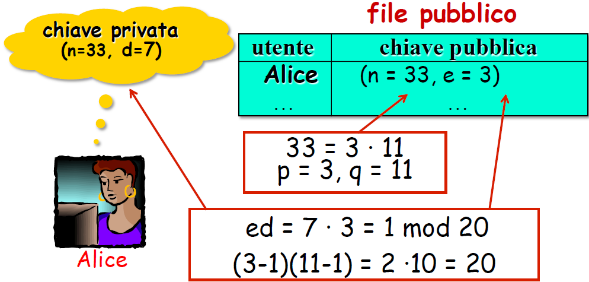 file pubblico
chiave privata
(n=33, d=7)
utente chiave pubblica
Alice (n = 33, e = 3)
... ...
33 = 3 · 11
p = 3, q = 11
ed = 7 · 3 = 1 mod 20
(3-1)(11-1) = 2 ·10 = 20
Alice